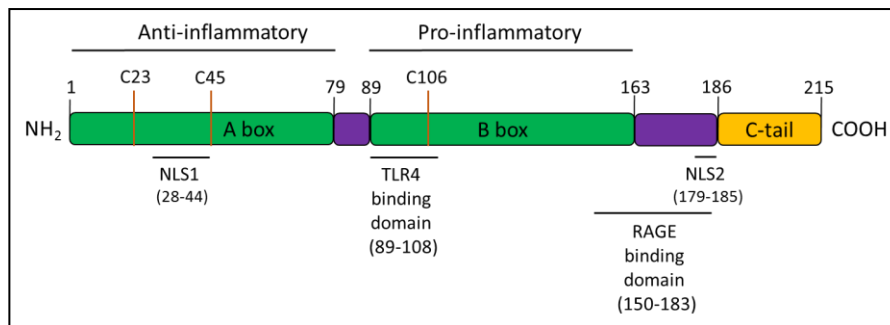 Anti-inflammatory Pro-inflammatory
1 C23 C45 79 89 C106 163 186 215
NH2 A box B box C-tail COOH
NLS1
(28-44)
TLR4
binding
domain
(89-108)
NLS2
(179-185)
RAGE
binding
domain
(150-183)